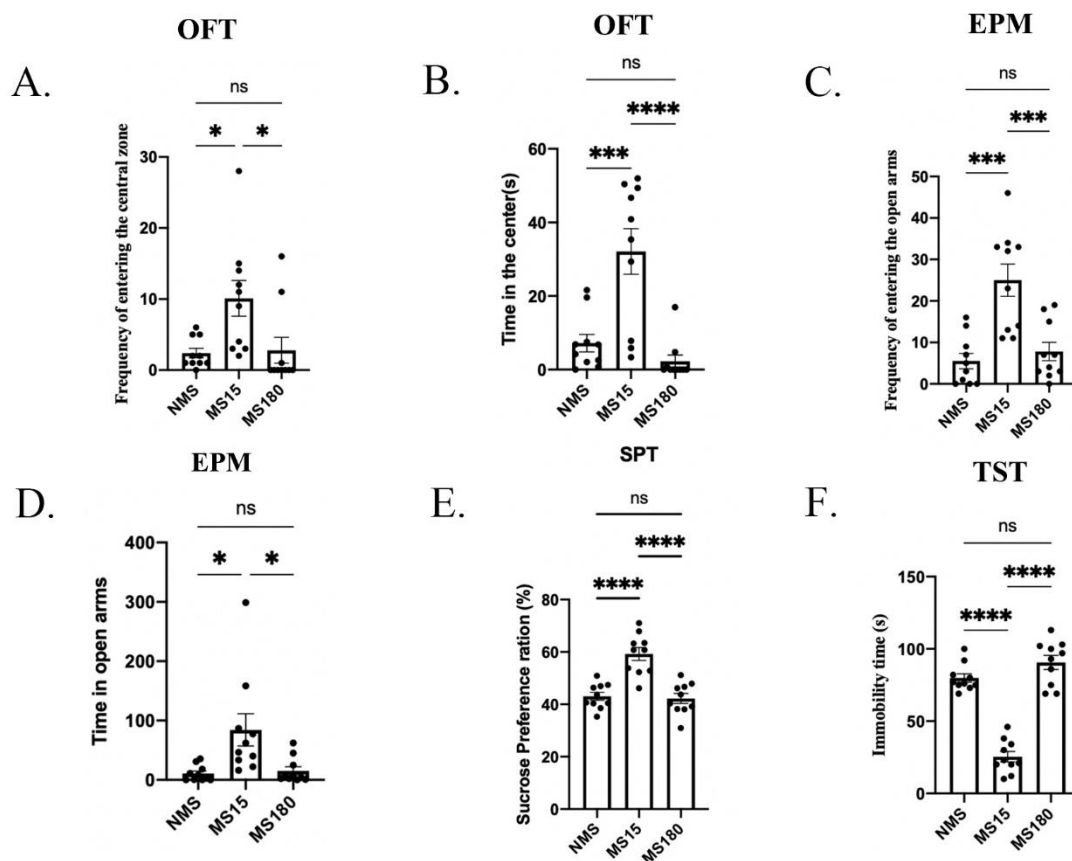 OFT
A.
ns
* *
Frequency of entering the central zone
30
20
10
0
NMS
MS15
MS180
OFT
B.
ns
****
***
Time in the center(s)
60
40
20
0
NMS
MS15
MS180
EPM
C.
ns
***
***
Frequency of entering the open arms
50
40
30
20
10
0
NMS
MS15
MS180
EPM
D.
ns
* *
Time in open arms
400
300
200
100
0
NMS
MS15
MS180
SPT
E.
ns
****
****
Sucrose Preference ration (%)
80
60
40
20
0
NMS
MS15
MS180
TST
F.
ns
****
****
Immobility time (s)
150
100
50
0
NMS
MS15
MS180